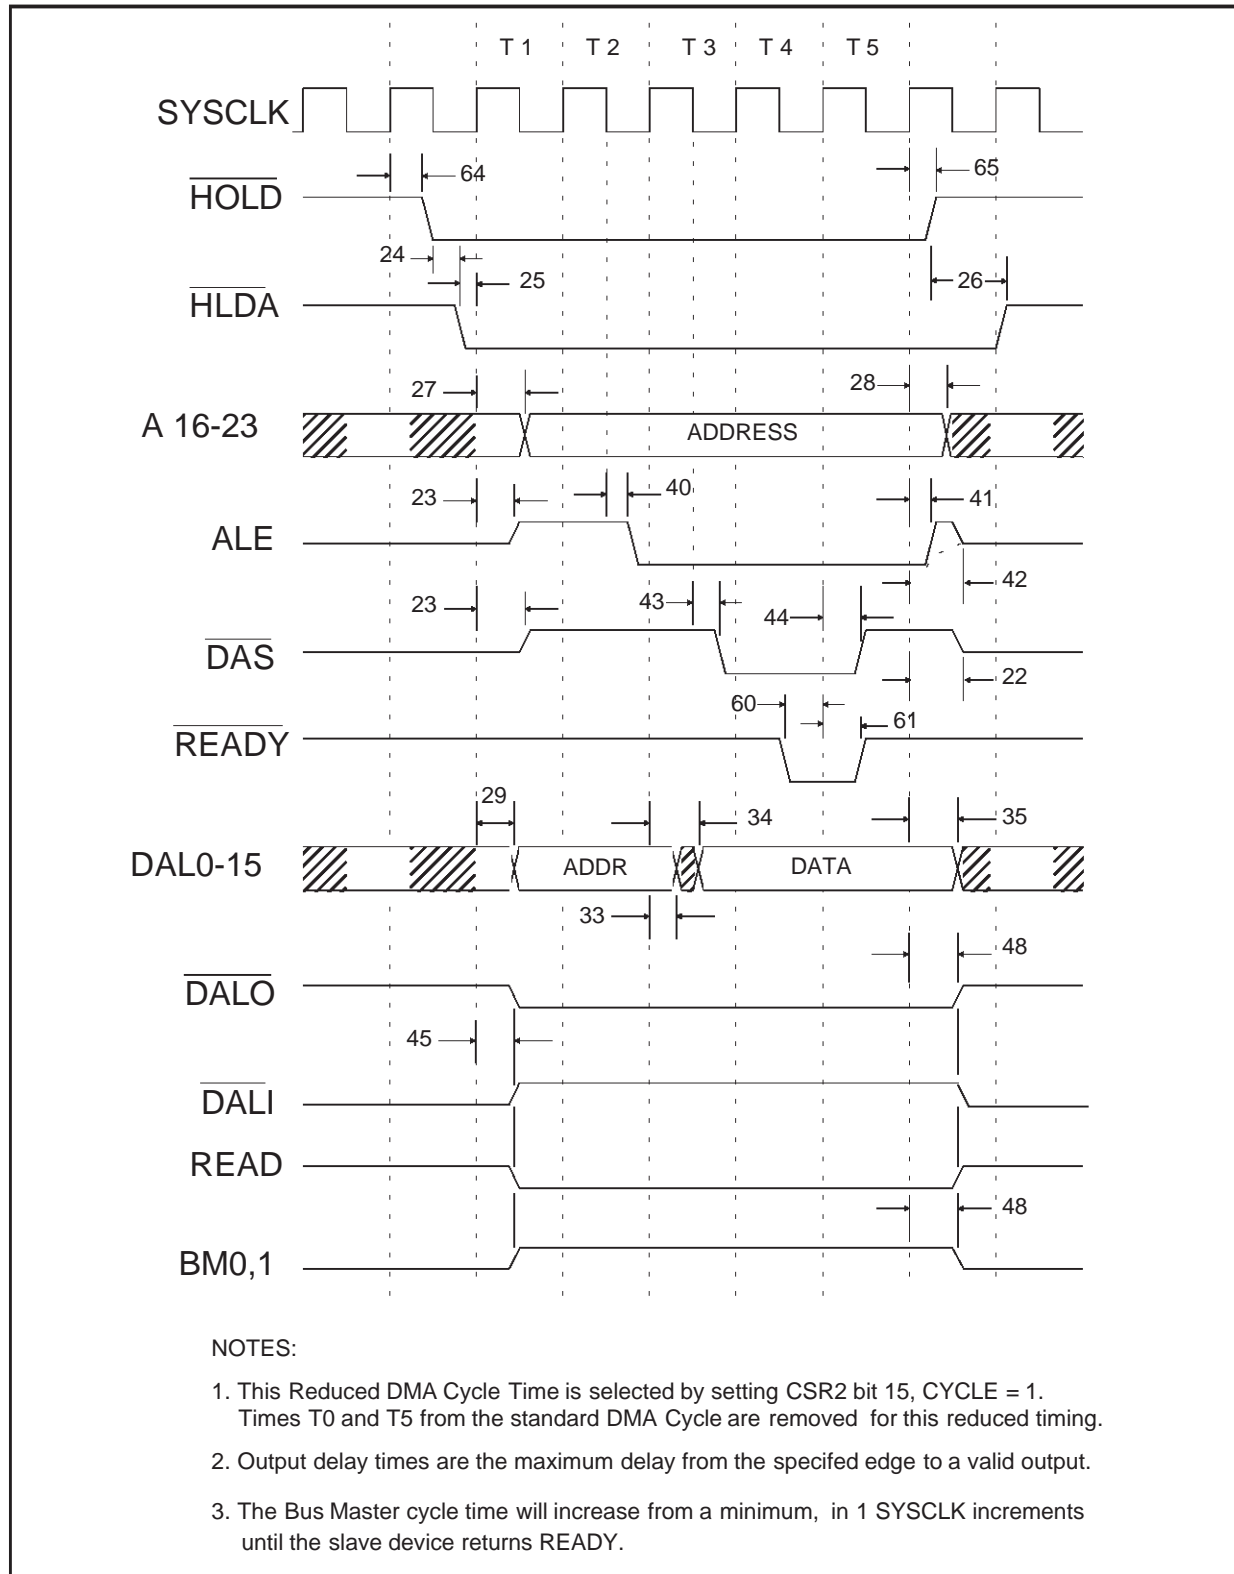 T 1 T 2 T 3 T 4 T 5
SYSCLK
64 65
HOLD
24
25 26
HLDA
27 28
A 16-23 ADDRESS
23 40 41
ALE
42
23 43 44
DAS
22
60 61
READY
29 34 35
DAL0-15 ADDR DATA
33
48
DALO
45
DALI
READ
48
BM0,1
NOTES:
1. This Reduced DMA Cycle Time is selected by setting CSR2 bit 15, CYCLE = 1.
Times T0 and T5 from the standard DMA Cycle are removed for this reduced timing.
2. Output delay times are the maximum delay from the specifed edge to a valid output.
3. The Bus Master cycle time will increase from a minimum, in 1 SYSCLK increments
until the slave device returns READY.